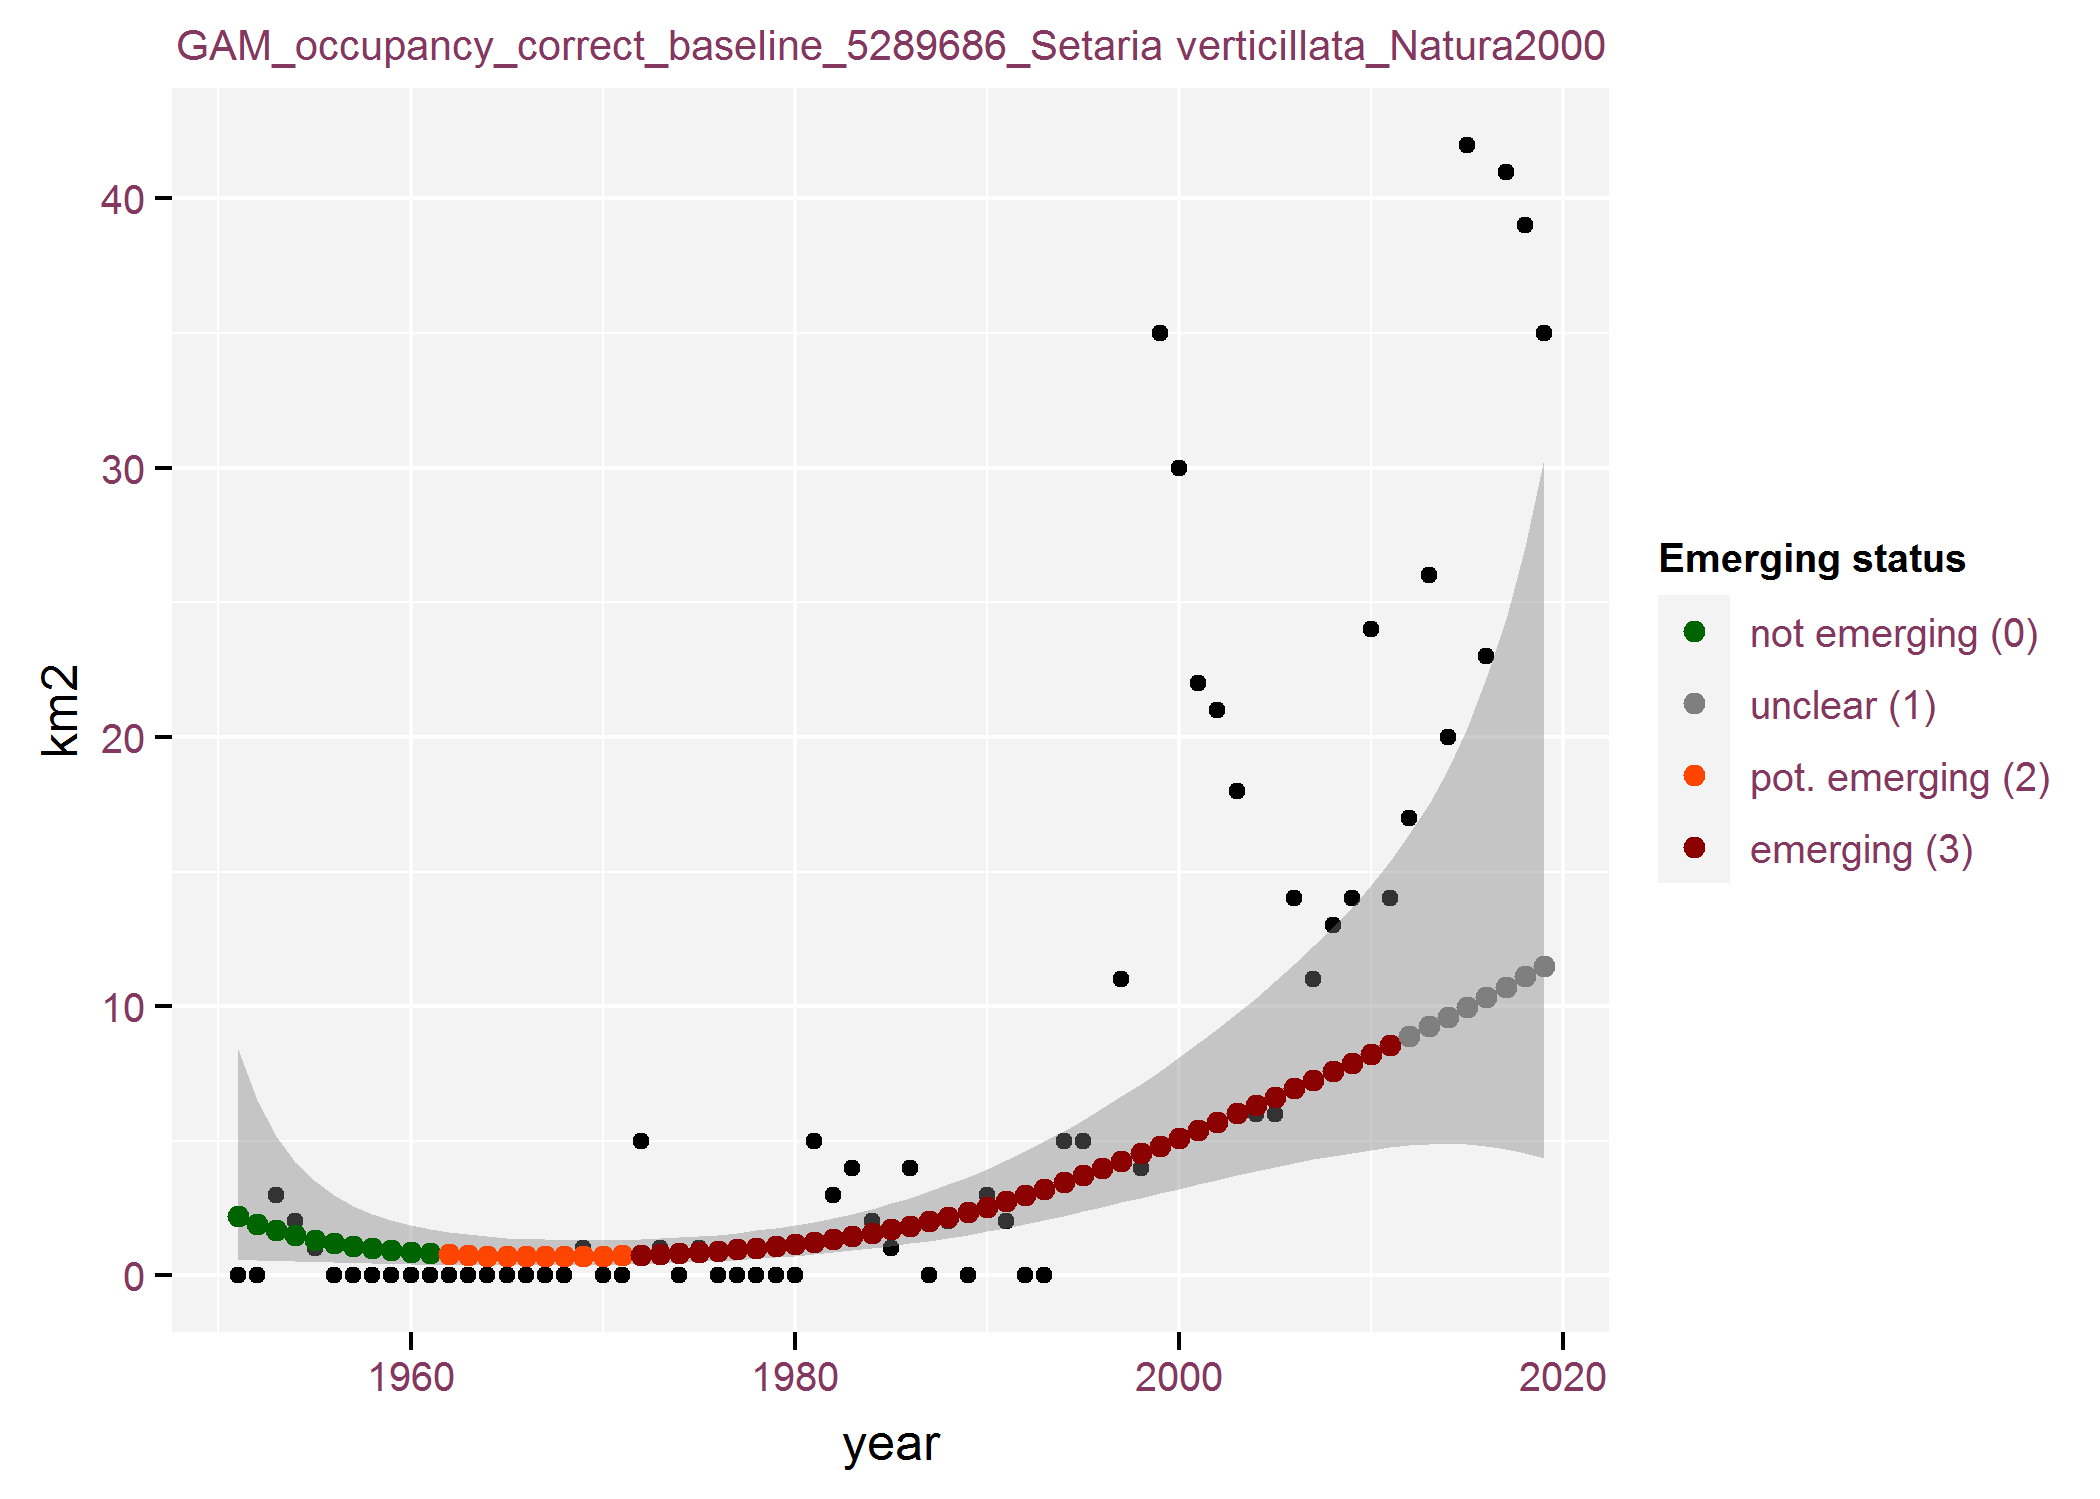 GAM_occupancy_correct_baseline_5289686_Setaria verticillata_Natura2000
km2
40
30
20
10
0
1960
1980
2000
2020
year
Emerging status
not emerging (0)
unclear (1)
pot. emerging (2)
emerging (3)